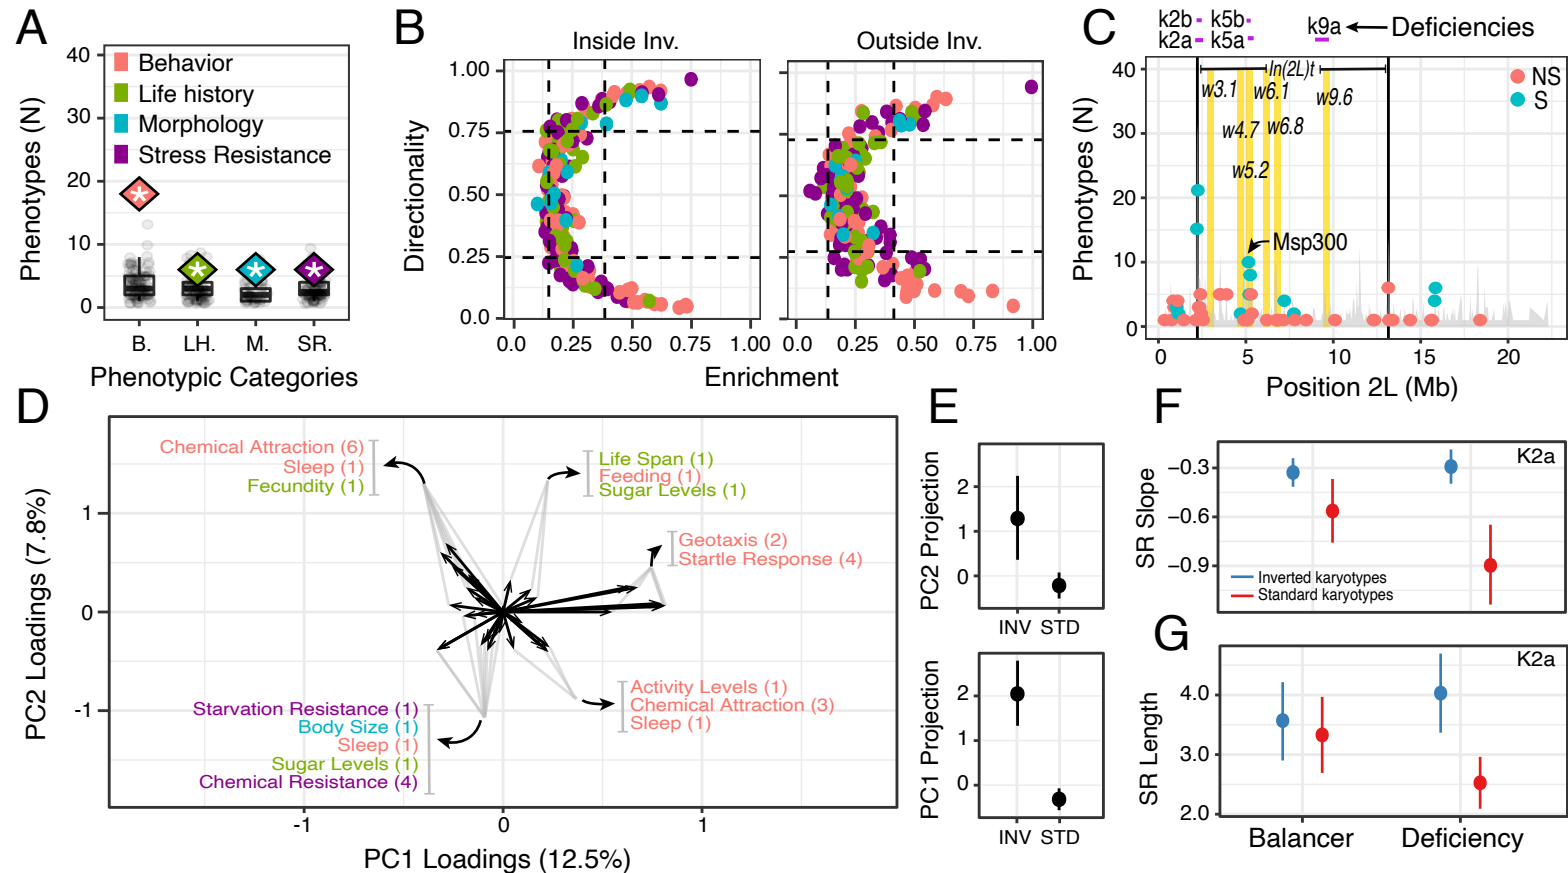 A
Phenotypes (N)
40
30
20
10
0
Behavior
Life history
Morphology
Stress Resistance
*
*
*
*
B. LH. M. SR.
Phenotypic Categories
B
Inside Inv.
Outside Inv.
Directionality
1.00
0.75
0.50
0.25
0.0
0.0 0.25 0.50 0.75 1.00
0.0 0.25 0.50 0.75 1.00
Enrichment
C
k2b k5b
k2a k5a
k9a
Deficiencies
Phenotypes (N)
40
30
20
10
0
In(2L)t
w3.1
w6.1
w9.6
w4.7
w6.8
w5.2
Msp300
NS
S
0 5 10 15 20
Position 2L (Mb)
D
PC2 Loadings (7.8%)
1
0
-1
Chemical Attraction (6)
Sleep (1)
Fecundity (1)
Life Span (1)
Feeding (1)
Sugar Levels (1)
Geotaxis (2)
Startle Response (4)
Activity Levels (1)
Chemical Attraction (3)
Sleep (1)
Starvation Resistance (1)
Body Size (1)
Sleep (1)
Sugar Levels (1)
Chemical Resistance (4)
-1 0 1
PC1 Loadings (12.5%)
E
PC2 Projection
2
1
0
INV STD
PC1 Projection
2
1
0
INV STD
F
SR Slope
−0.3
−0.6
−0.9
K2a
Inverted karyotypes
Standard karyotypes
G
SR Length
4.0
3.0
2.0
K2a
Balancer Deficiency